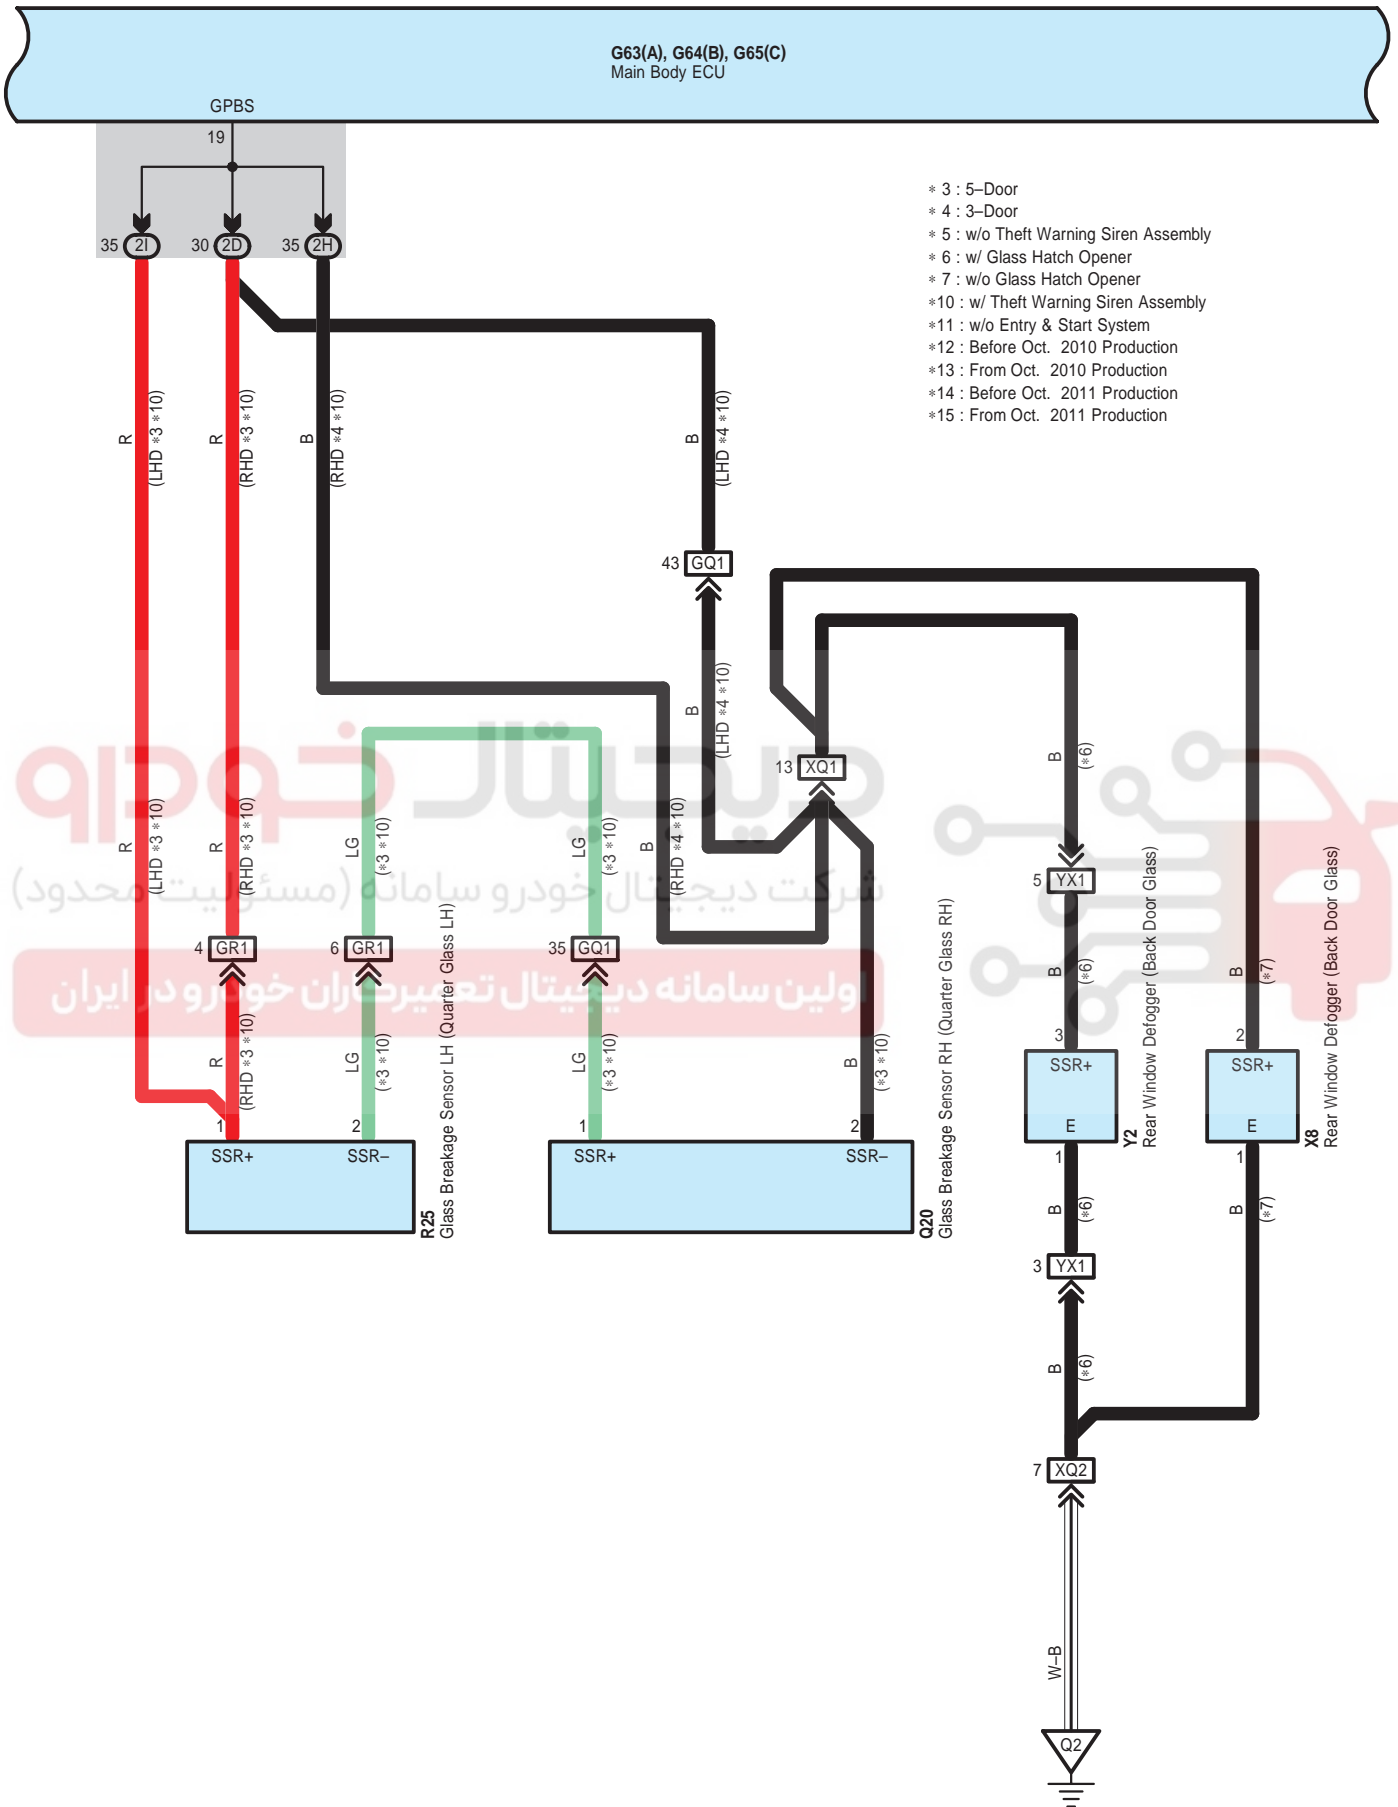 G63(A), G64(B), G65(C)
Main Body ECU
GPBS
19
35 2I
30 2D
35 2H
∗ 3 : 5–Door
∗ 4 : 3–Door
∗ 5 : w/o Theft Warning Siren Assembly
∗ 6 : w/ Glass Hatch Opener
∗ 7 : w/o Glass Hatch Opener
∗10 : w/ Theft Warning Siren Assembly
∗11 : w/o Entry & Start System
∗12 : Before Oct. 2010 Production
∗13 : From Oct. 2010 Production
∗14 : Before Oct. 2011 Production
∗15 : From Oct. 2011 Production
R
(LHD ∗3 ∗10)
R
(RHD ∗3 ∗10)
B
(RHD ∗4 ∗10)
B
(LHD ∗4 ∗10)
43 GQ1
B
(LHD ∗4 ∗10)
13 XQ1
B
(∗6)
دیجیتال خودرو
R
(LHD ∗3 ∗10)
R
(RHD ∗3 ∗10)
LG
(∗3 ∗10)
LG
(∗3 ∗10)
B
(RHD ∗4 ∗10)
شرکت دیجیتال خودرو سامانه (مسئولیت محدود)
5 YX1
4 GR1
6 GR1
35 GQ1
B
(∗6)
B
(∗7)
اولین سامانه دیجیتال تعمیرکاران خودرو در ایران
R
(RHD ∗3 ∗10)
LG
(∗3 ∗10)
LG
(∗3 ∗10)
B
(∗3 ∗10)
3
SSR+
E
1
Y2
Rear Window Defogger (Back Door Glass)
2
SSR+
E
1
X8
Rear Window Defogger (Back Door Glass)
1
SSR+
2
SSR–
R25
Glass Breakage Sensor LH (Quarter Glass LH)
1
SSR+
2
SSR–
Q20
Glass Breakage Sensor RH (Quarter Glass RH)
B
(∗6)
B
(∗7)
3 YX1
B
(∗6)
7 XQ2
W–B
Q2